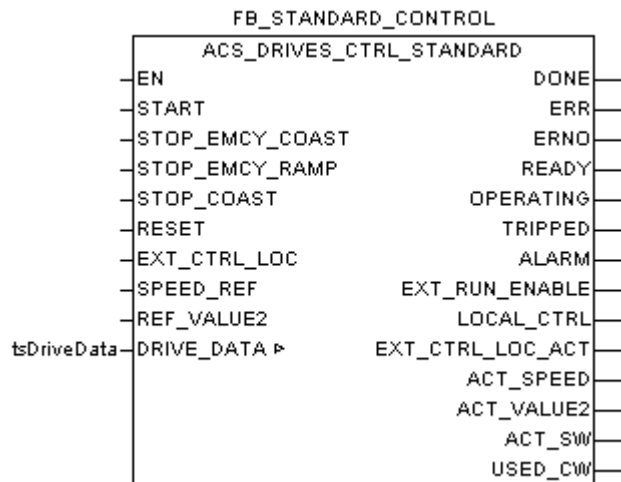 FB_STANDARD_CONTROL
ACS_DRIVES_CTRL_STANDARD
EN DONE
START ERR
STOP_EMCY_COAST ERNO
STOP_EMCY_RAMP READY
STOP_COAST OPERATING
RESET TRIPPED
EXT_CTRL_LOC ALARM
SPEED_REF EXT_RUN_ENABLE
REF_VALUE2 LOCAL_CTRL
tsDriveData DRIVE_DATA ▹ EXT_CTRL_LOC_ACT
ACT_SPEED
ACT_VALUE2
ACT_SW
USED_CW